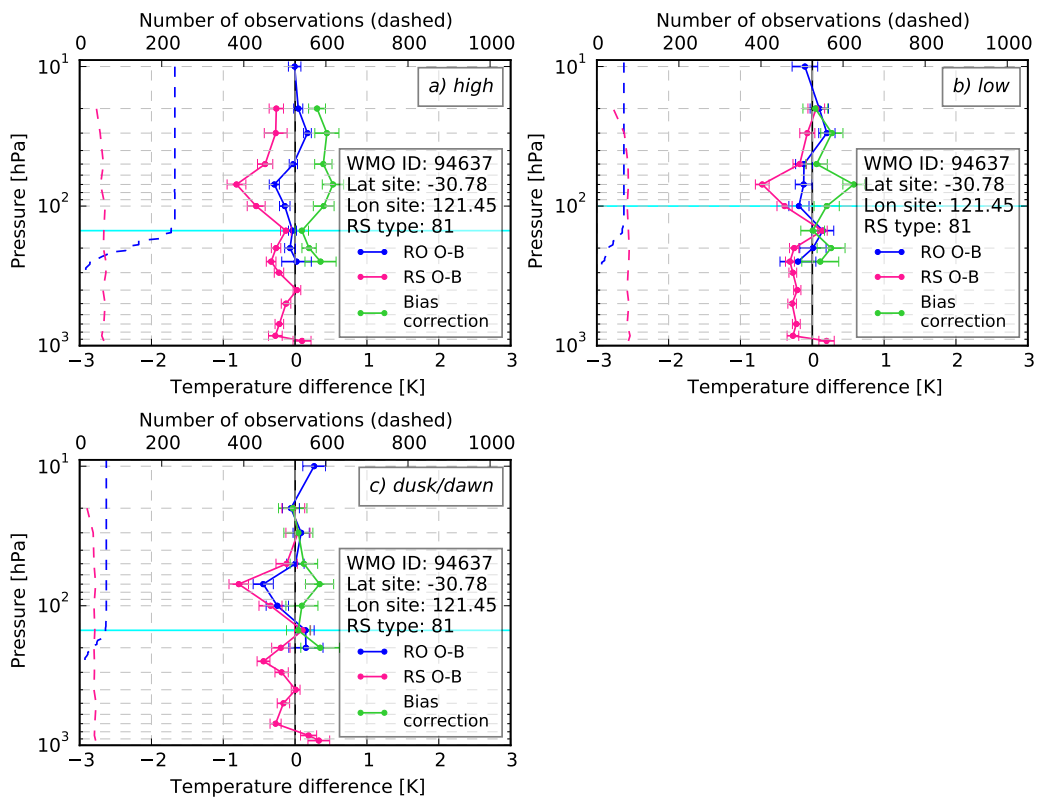 Number of observations (dashed)
0 200 400 600 800 1000
10¹
10²
10³
Pressure [hPa]
a) high
WMO ID: 94637
Lat site: -30.78
Lon site: 121.45
RS type: 81
RO O-B
RS O-B
Bias
correction
−3 −2 −1 0 1 2 3
Temperature difference [K]
Number of observations (dashed)
0 200 400 600 800 1000
10¹
10²
10³
Pressure [hPa]
b) low
WMO ID: 94637
Lat site: -30.78
Lon site: 121.45
RS type: 81
RO O-B
RS O-B
Bias
correction
−3 −2 −1 0 1 2 3
Temperature difference [K]
Number of observations (dashed)
0 200 400 600 800 1000
10¹
10²
10³
Pressure [hPa]
c) dusk/dawn
WMO ID: 94637
Lat site: -30.78
Lon site: 121.45
RS type: 81
RO O-B
RS O-B
Bias
correction
−3 −2 −1 0 1 2 3
Temperature difference [K]